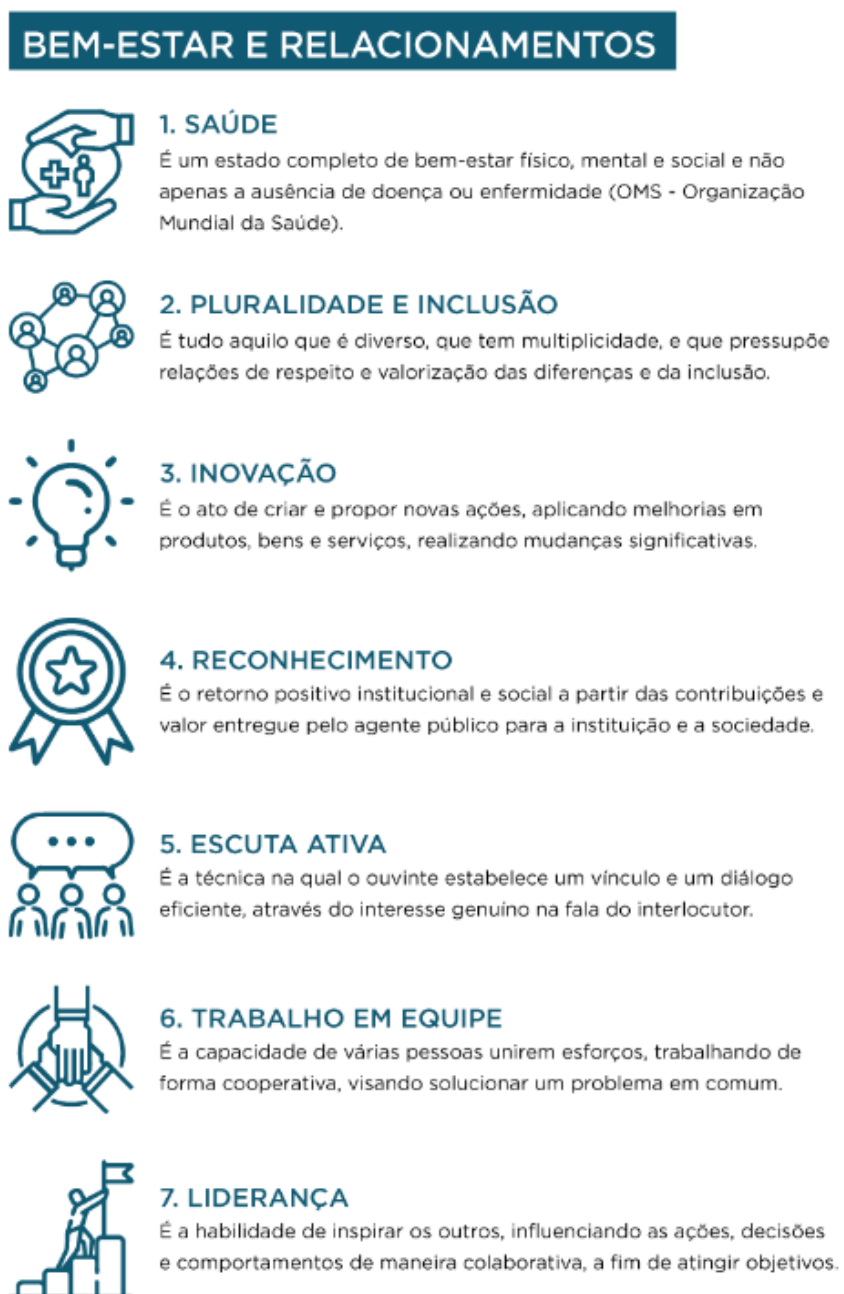 BEM-ESTAR E RELACIONAMENTOS
1. SAÚDE
É um estado completo de bem-estar físico, mental e social e não
apenas a ausência de doença ou enfermidade (OMS - Organização
Mundial da Saúde).
2. PLURALIDADE E INCLUSÃO
É tudo aquilo que é diverso, que tem multiplicidade, e que pressupõe
relações de respeito e valorização das diferenças e da inclusão.
3. INOVAÇÃO
É o ato de criar e propor novas ações, aplicando melhorias em
produtos, bens e serviços, realizando mudanças significativas.
4. RECONHECIMENTO
É o retorno positivo institucional e social a partir das contribuições e
valor entregue pelo agente público para a instituição e a sociedade.
5. ESCUTA ATIVA
É a técnica na qual o ouvinte estabelece um vínculo e um diálogo
eficiente, através do interesse genuíno na fala do interlocutor.
6. TRABALHO EM EQUIPE
É a capacidade de várias pessoas unirem esforços, trabalhando de
forma cooperativa, visando solucionar um problema em comum.
7. LIDERANÇA
É a habilidade de inspirar os outros, influenciando as ações, decisões
e comportamentos de maneira colaborativa, a fim de atingir objetivos.